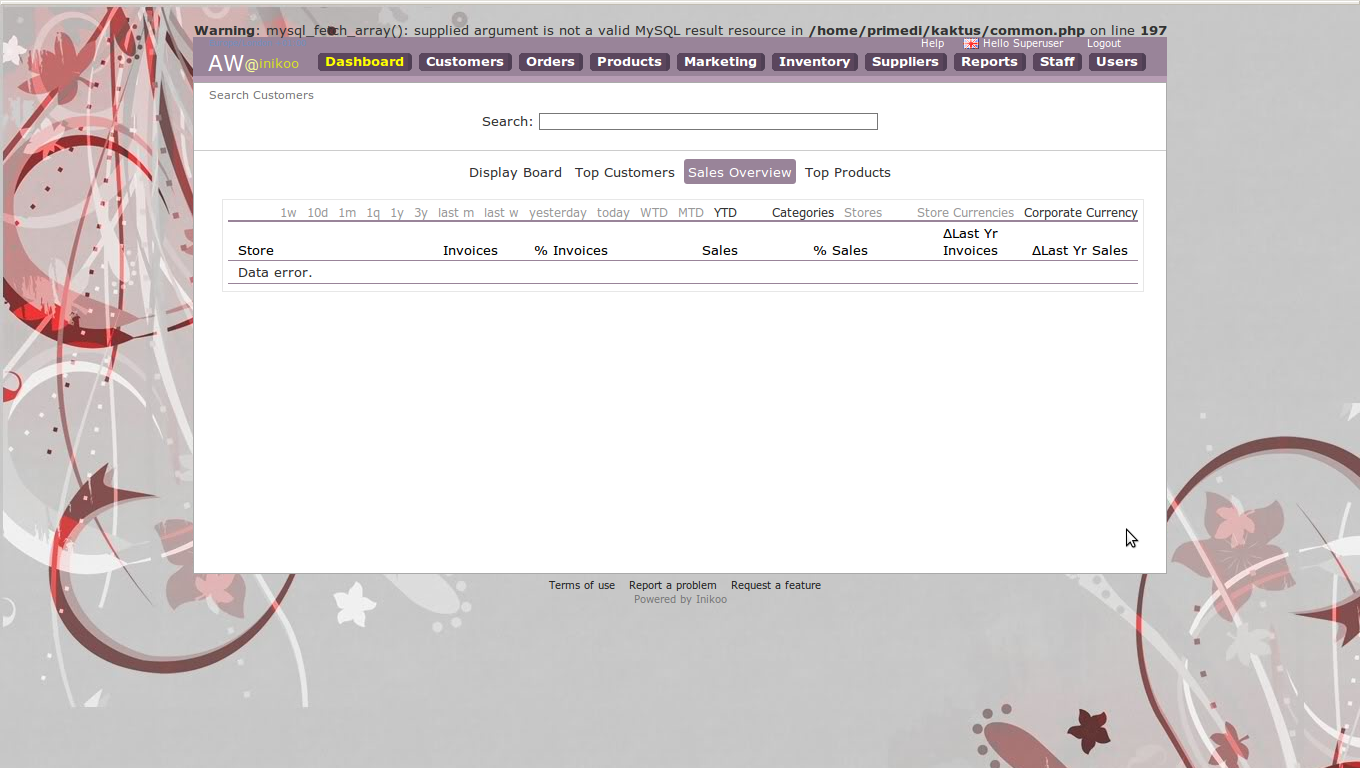 Warning: mysql_fetch_array(): supplied argument is not a valid MySQL result resource in /home/primedi/kaktus/common.php on line 197
Help Hello Superuser Logout
AW@inikoo Dashboard Customers Orders Products Marketing Inventory Suppliers Reports Staff Users
Search Customers
Search:
Display Board Top Customers Sales Overview Top Products
1w 10d 1m 1q 1y 3y last m last w yesterday today WTD MTD YTD Categories Stores Store Currencies Corporate Currency
Store Invoices % Invoices Sales % Sales ΔLast Yr Invoices ΔLast Yr Sales
Data error.
Terms of use Report a problem Request a feature
Powered by Inikoo